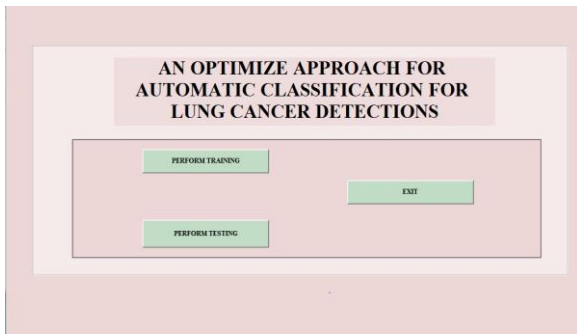 AN OPTIMIZE APPROACH FOR
AUTOMATIC CLASSIFICATION FOR
LUNG CANCER DETECTIONS
PERFORM TRAINING
EXIT
PERFORM TESTING